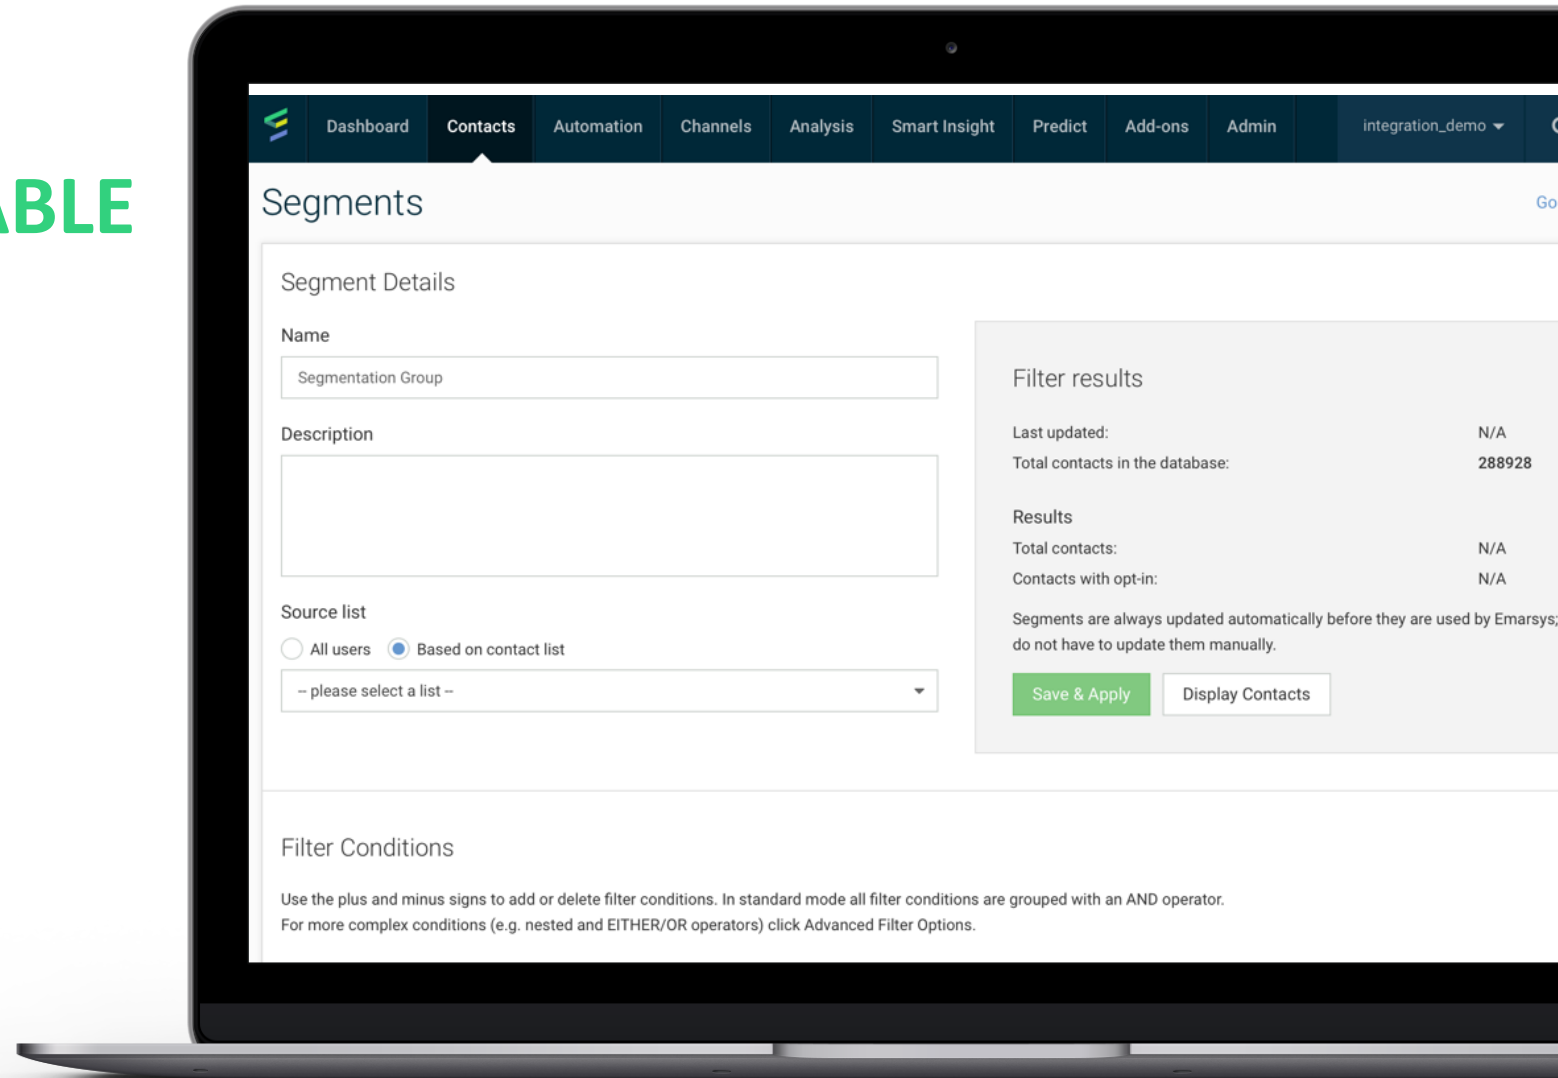 ABLE
Dashboard Contacts Automation Channels Analysis Smart Insight Predict Add-ons Admin integration_demo
Segments
Go
Segment Details
Name
Segmentation Group
Description
Source list
All users Based on contact list
-- please select a list --
Filter results
Last updated: N/A
Total contacts in the database: 288928
Results
Total contacts: N/A
Contacts with opt-in: N/A
Segments are always updated automatically before they are used by Emarsys;
do not have to update them manually.
Save & Apply Display Contacts
Filter Conditions
Use the plus and minus signs to add or delete filter conditions. In standard mode all filter conditions are grouped with an AND operator.
For more complex conditions (e.g. nested and EITHER/OR operators) click Advanced Filter Options.